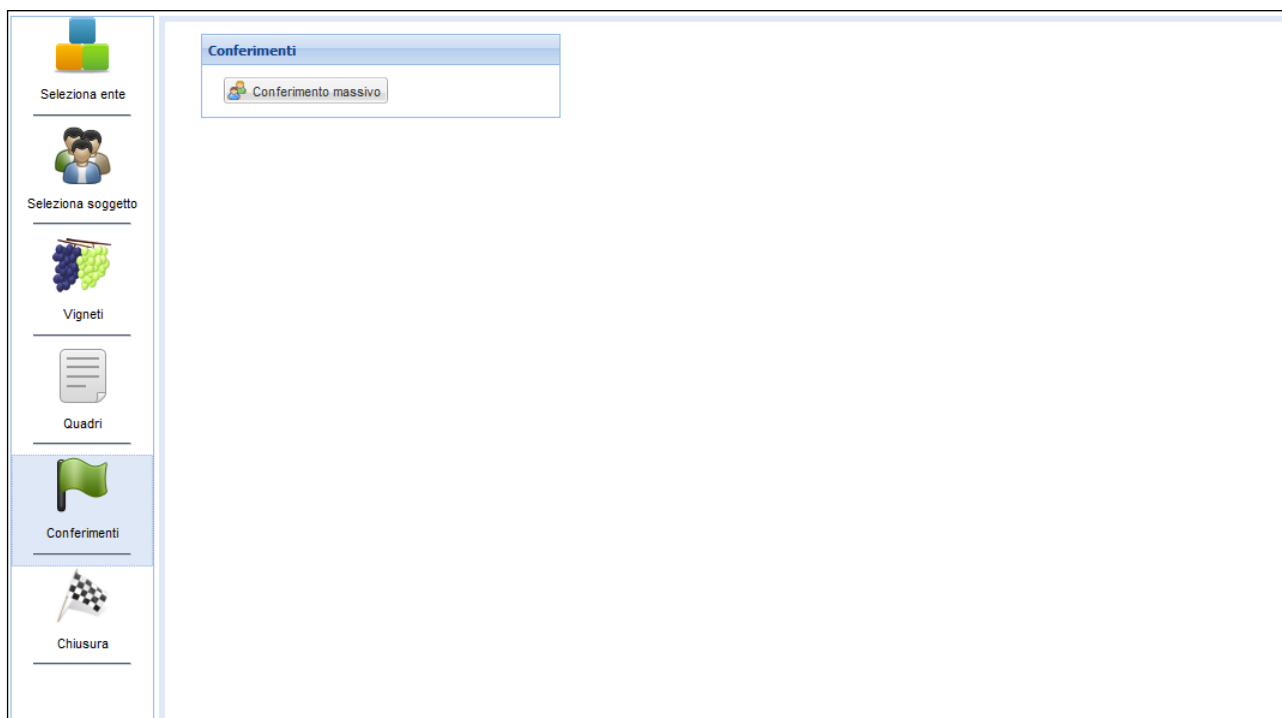 Seleziona ente
Seleziona soggetto
Vigneti
Quadri
Conferimenti
Chiusura
Conferimenti
Conferimento massivo